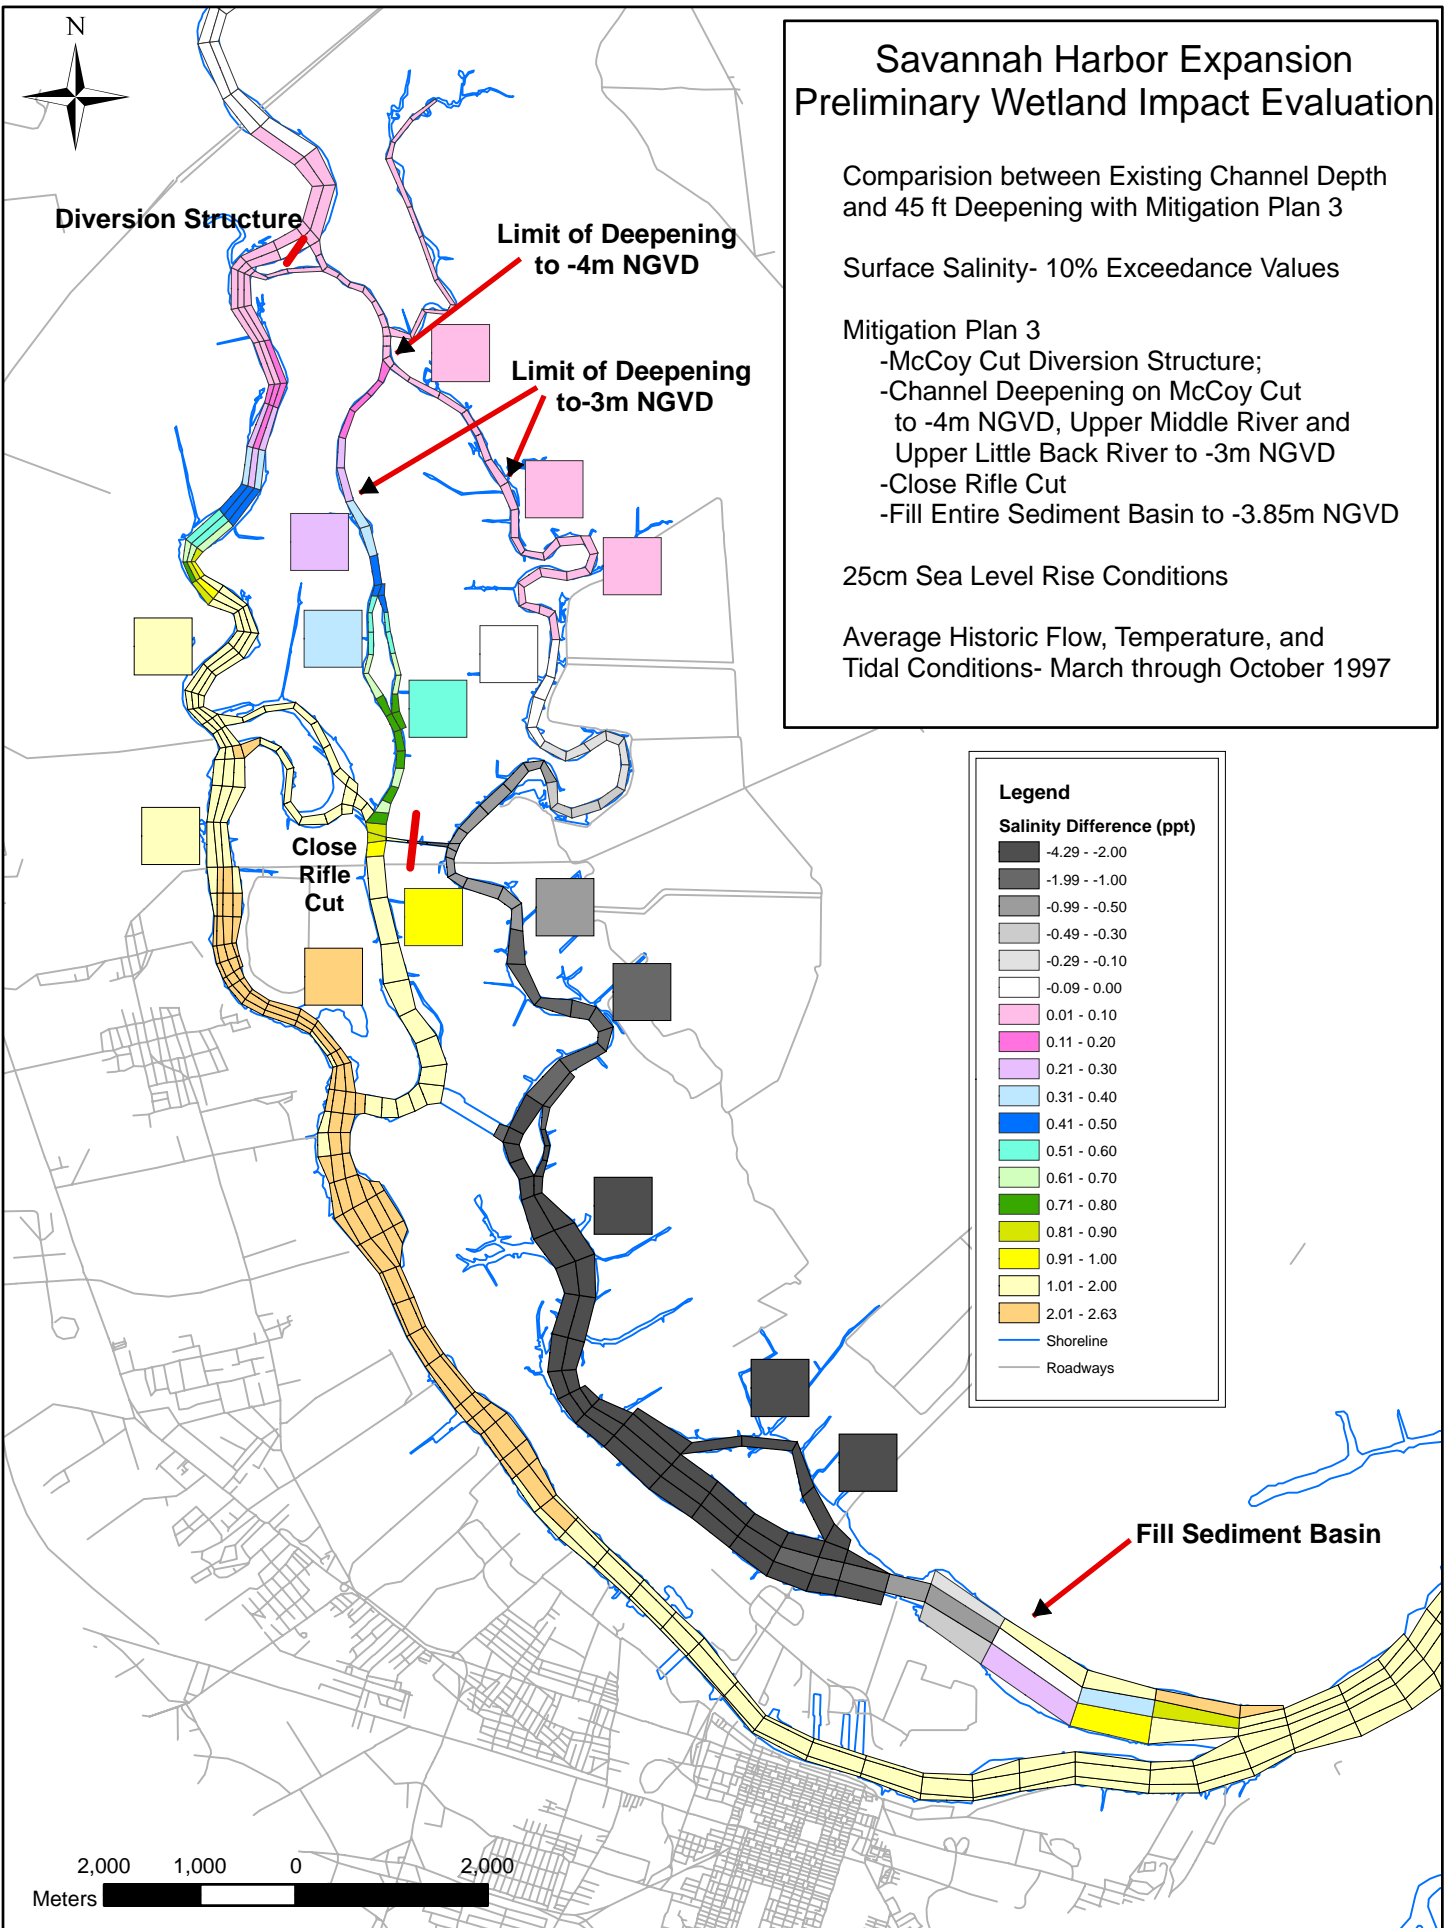 N
Savannah Harbor Expansion
Preliminary Wetland Impact Evaluation
Comparision between Existing Channel Depth
and 45 ft Deepening with Mitigation Plan 3
Surface Salinity- 10% Exceedance Values
Mitigation Plan 3
-McCoy Cut Diversion Structure;
-Channel Deepening on McCoy Cut
to -4m NGVD, Upper Middle River and
Upper Little Back River to -3m NGVD
-Close Rifle Cut
-Fill Entire Sediment Basin to -3.85m NGVD
25cm Sea Level Rise Conditions
Average Historic Flow, Temperature, and
Tidal Conditions- March through October 1997
Diversion Structure
Limit of Deepening
to -4m NGVD
Limit of Deepening
to-3m NGVD
Close
Rifle
Cut
Legend
Salinity Difference (ppt)
-4.29 - -2.00
-1.99 - -1.00
-0.99 - -0.50
-0.49 - -0.30
-0.29 - -0.10
-0.09 - 0.00
0.01 - 0.10
0.11 - 0.20
0.21 - 0.30
0.31 - 0.40
0.41 - 0.50
0.51 - 0.60
0.61 - 0.70
0.71 - 0.80
0.81 - 0.90
0.91 - 1.00
1.01 - 2.00
2.01 - 2.63
Shoreline
Roadways
Fill Sediment Basin
2,000 1,000 0 2,000
Meters